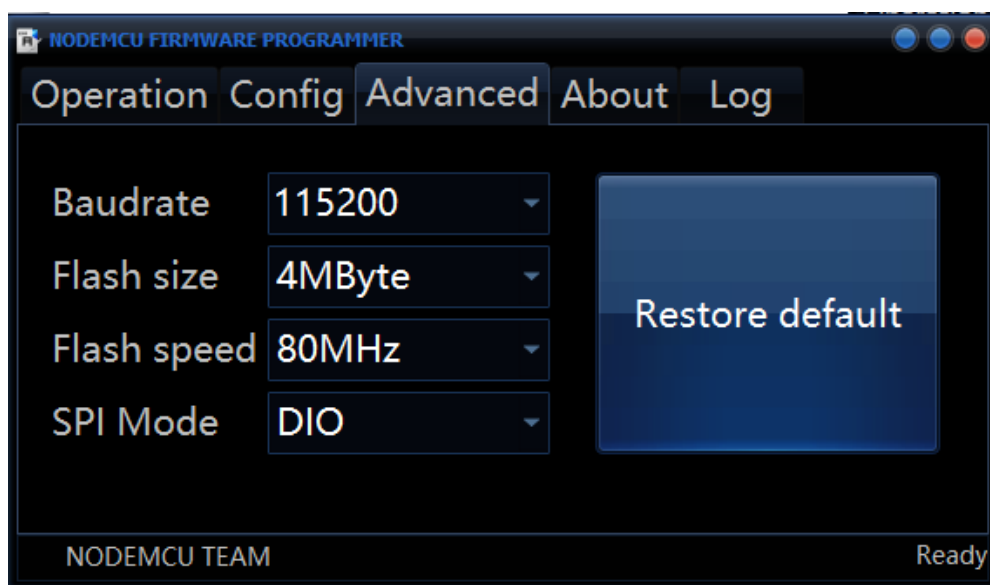 NODEMCU FIRMWARE PROGRAMMER
Operation Config Advanced About Log
Baudrate 115200
Flash size 4MByte
Flash speed 80MHz
SPI Mode DIO
Restore default
NODEMCU TEAM Ready